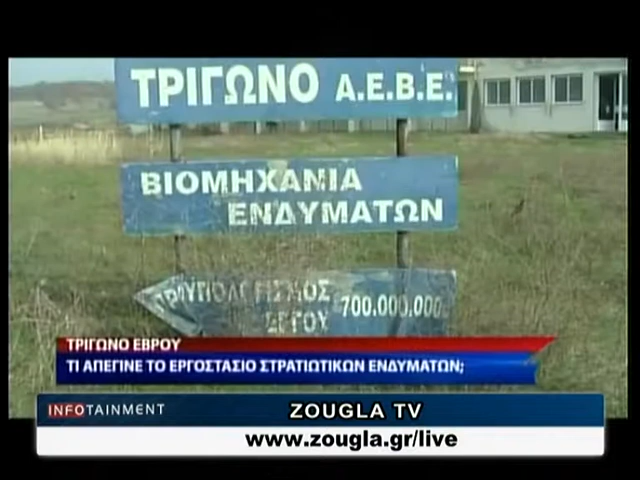 ΤΡΙΓΩΝΟ Α.Ε.Β.Ε.
ΒΙΟΜΗΧΑΝΙΑ
ΕΝΔΥΜΑΤΩΝ
ΠΡΟΥΠΟΛΟΓΙΣΜΟΣ
ΕΡΓΟΥ
700.000.000
ΤΡΙΓΩΝΟ ΕΒΡΟΥ
ΤΙ ΑΠΕΓΙΝΕ ΤΟ ΕΡΓΟΣΤΑΣΙΟ ΣΤΡΑΤΙΩΤΙΚΩΝ ΕΝΔΥΜΑΤΩΝ;
INFOTAINMENT
ZOUGLA TV
www.zougla.gr/live